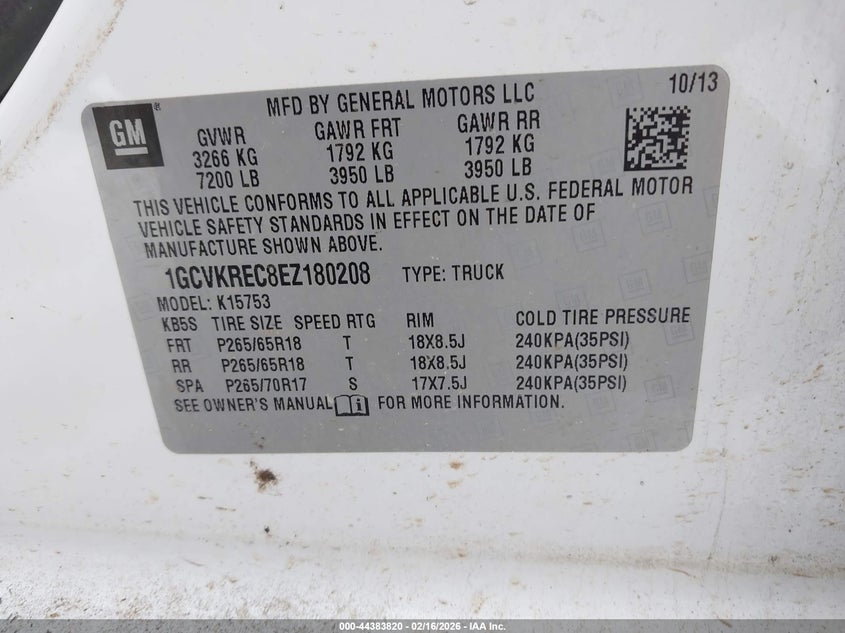 GM
®
MFD BY GENERAL MOTORS LLC
10/13
GVWR GAWR FRT GAWR RR
3266 KG 1792 KG 1792 KG
7200 LB 3950 LB 3950 LB
THIS VEHICLE CONFORMS TO ALL APPLICABLE U.S. FEDERAL MOTOR
VEHICLE SAFETY STANDARDS IN EFFECT ON THE DATE OF
MANUFACTURE SHOWN ABOVE.
1GCVKREC8EZ180208 TYPE: TRUCK
MODEL: K15753
KB5S TIRE SIZE SPEED RTG RIM COLD TIRE PRESSURE
FRT P265/65R18 T 18X8.5J 240KPA(35PSI)
RR P265/65R18 T 18X8.5J 240KPA(35PSI)
SPA P265/70R17 S 17X7.5J 240KPA(35PSI)
SEE OWNER'S MANUAL FOR MORE INFORMATION.
000-44383820 - 02/16/2026 - IAA Inc.